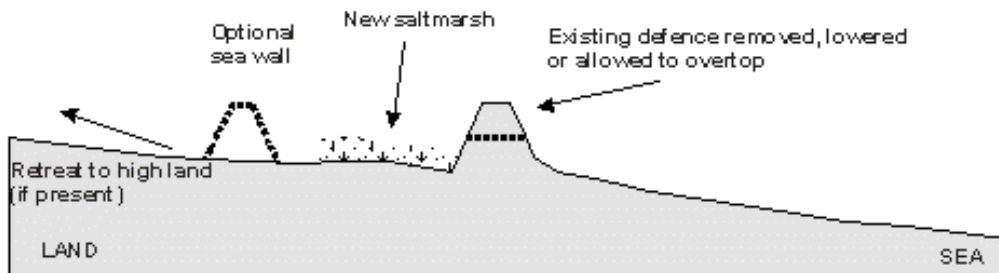 New saltmarsh
Optional
sea wall
Existing defence removed, lowered
or allowed to overtop
Retreat to high land
(if present)
LAND
SEA